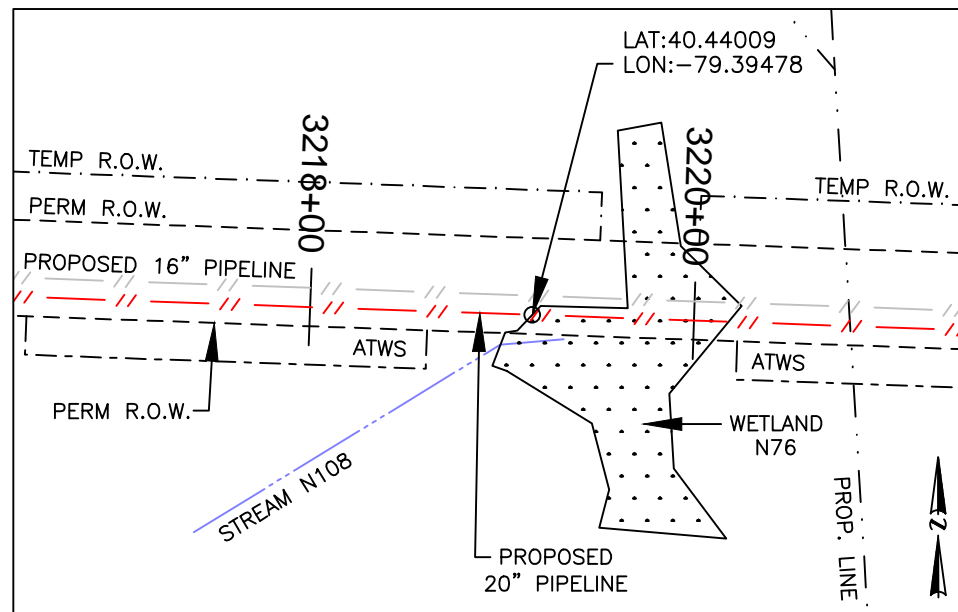 LAT:40.44009
LON:-79.39478
3218+00
3220+00
TEMP R.O.W.
TEMP R.O.W.
PERM R.O.W.
PROPOSED 16" PIPELINE
ATWS
ATWS
PERM R.O.W.
WETLAND
N76
STREAM N108
PROPOSED
20" PIPELINE
PROP. LINE
N